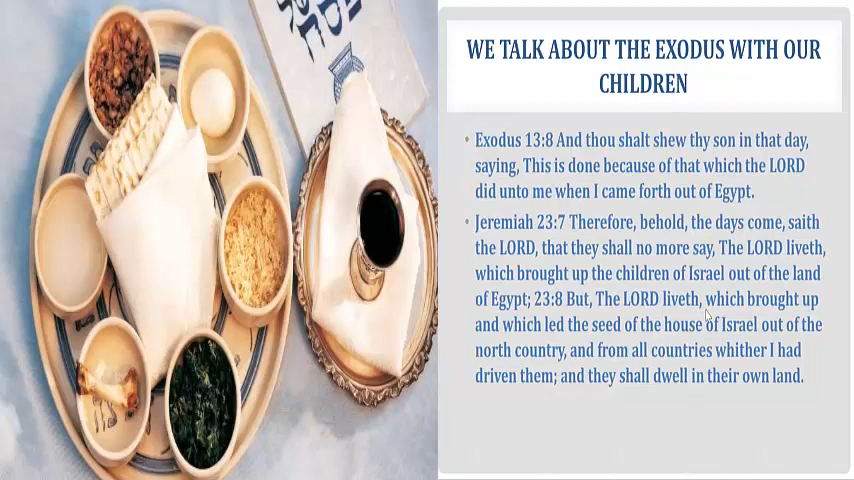 WE TALK ABOUT THE EXODUS WITH OUR
CHILDREN
• Exodus 13:8 And thou shalt shew thy son in that day,
saying, This is done because of that which the LORD
did unto me when I came forth out of Egypt.
• Jeremiah 23:7 Therefore, behold, the days come, saith
the LORD, that they shall no more say, The LORD liveth,
which brought up the children of Israel out of the land
of Egypt; 23:8 But, The LORD liveth, which brought up
and which led the seed of the house of Israel out of the
north country, and from all countries whither I had
driven them; and they shall dwell in their own land.